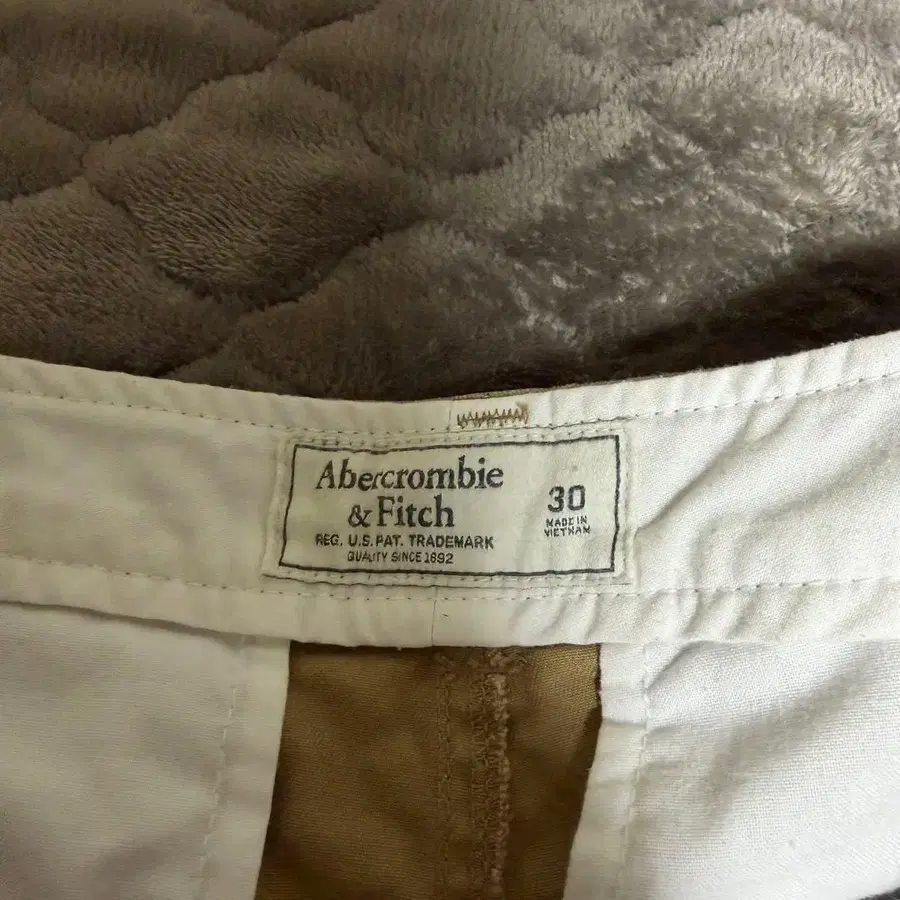 Abercrombie
& Fitch
30
MADE IN
VIETNAM
REG. U.S. PAT. TRADEMARK
QUALITY SINCE 1892